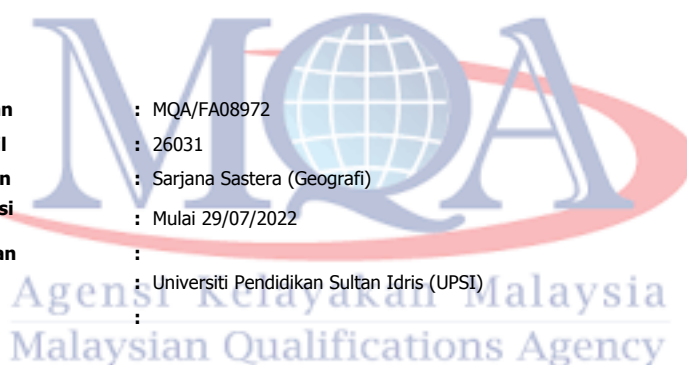 MQA
an : MQA/FA08972
l : 26031
n : Sarjana Sastera (Geografi)
si : Mulai 29/07/2022
an :
: Universiti Pendidikan Sultan Idris (UPSI)
:
Agensi Kelayakan Malaysia
Malaysian Qualifications Agency